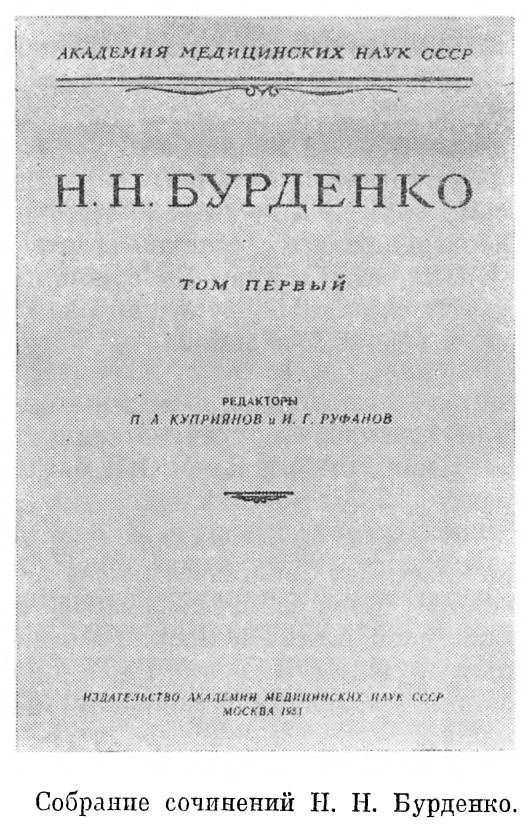 АКАДЕМИЯ МЕДИЦИНСКИХ НАУК СССР
Н. Н. БУРДЕНКО
ТОМ ПЕРВЫЙ
РЕДАКТОРЫ
П. А. КУПРИЯНОВ и И. Г. РУФАНОВ
ИЗДАТЕЛЬСТВО АКАДЕМИИ МЕДИЦИНСКИХ НАУК СССР
МОСКВА 1951
Собрание сочинений Н. Н. Бурденко.